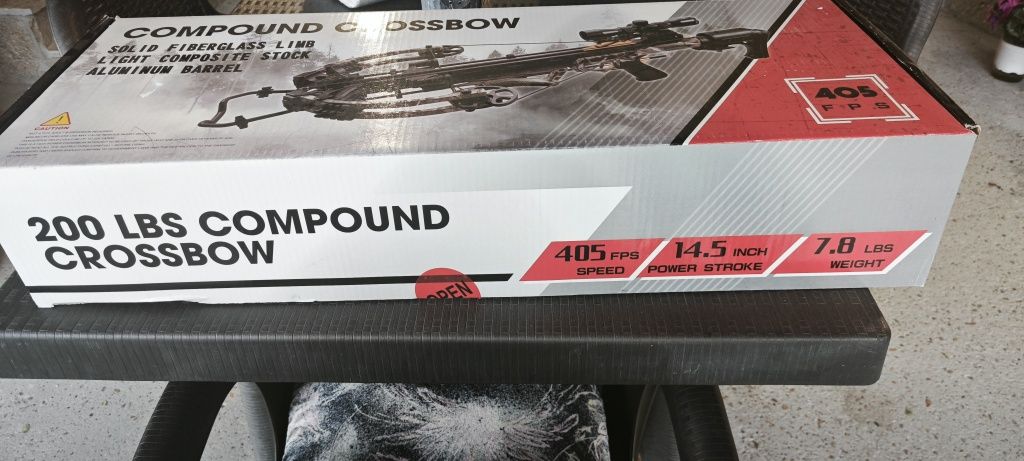 COMPOUND CROSSBOW
SOLID FIBERGLASS LIMB
LIGHT COMPOSITE STOCK
ALUMINUM BARREL
405
FPS
CAUTION
200 LBS COMPOUND
CROSSBOW
405 FPS
SPEED
14.5 INCH
POWER STROKE
7.8 LBS
WEIGHT
OPEN